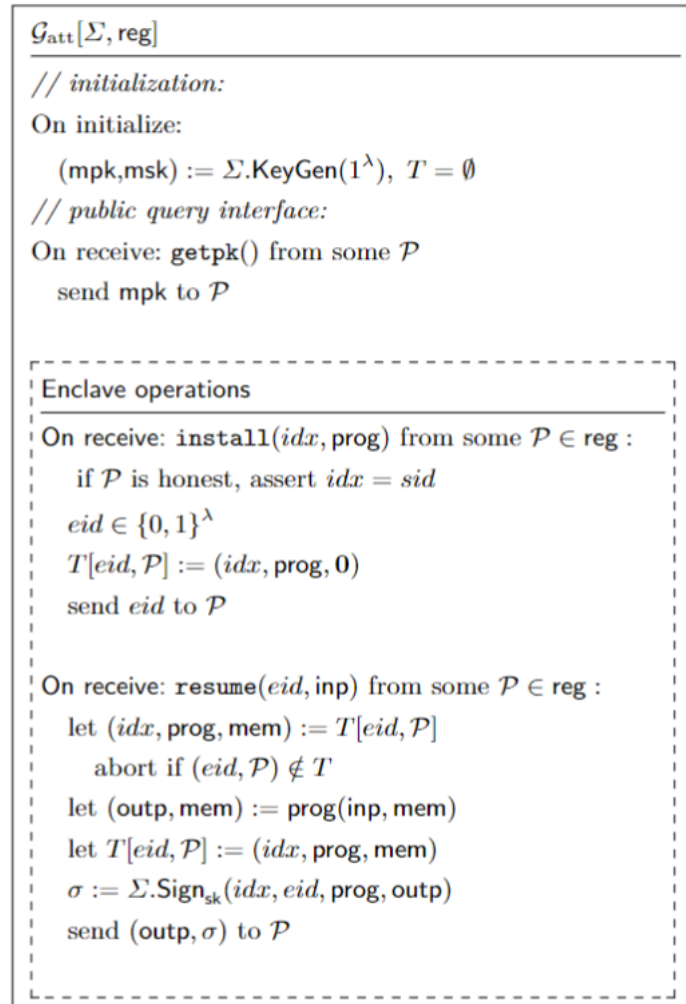 𝒢att[Σ, reg]
// initialization:
On initialize:
(mpk,msk) := Σ.KeyGen(1^λ), T = ∅
// public query interface:
On receive: getpk() from some 𝒫
send mpk to 𝒫
Enclave operations
On receive: install(idx, prog) from some 𝒫 ∈ reg :
if 𝒫 is honest, assert idx = sid
eid ∈ {0, 1}^λ
T[eid, 𝒫] := (idx, prog, 0)
send eid to 𝒫
On receive: resume(eid, inp) from some 𝒫 ∈ reg :
let (idx, prog, mem) := T[eid, 𝒫]
abort if (eid, 𝒫) ∉ T
let (outp, mem) := prog(inp, mem)
let T[eid, 𝒫] := (idx, prog, mem)
σ := Σ.Sign_sk(idx, eid, prog, outp)
send (outp, σ) to 𝒫